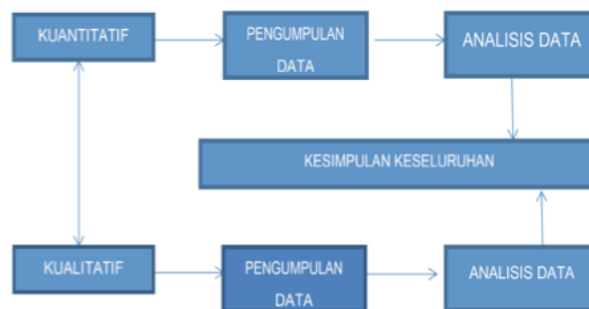 KUANTITATIF
PENGUMPULAN
DATA
ANALISIS DATA
KESIMPULAN KESELURUHAN
KUALITATIF
PENGUMPULAN
DATA
ANALISIS DATA